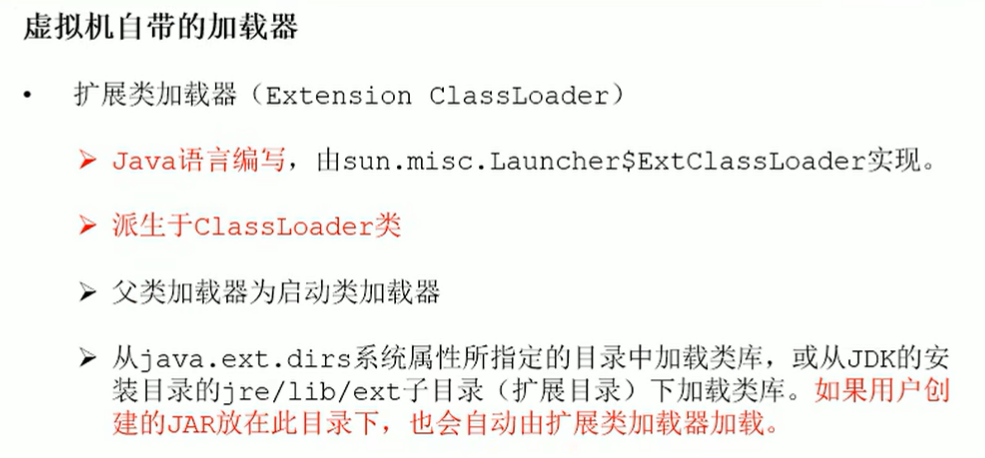 虚拟机自带的加载器
• 扩展类加载器（Extension ClassLoader）
➢ Java语言编写，由sun.misc.Launcher$ExtClassLoader实现。
➢ 派生于ClassLoader类
➢ 父类加载器为启动类加载器
➢ 从java.ext.dirs系统属性所指定的目录中加载类库，或从JDK的安
装目录的jre/lib/ext子目录（扩展目录）下加载类库。如果用户创
建的JAR放在此目录下，也会自动由扩展类加载器加载。